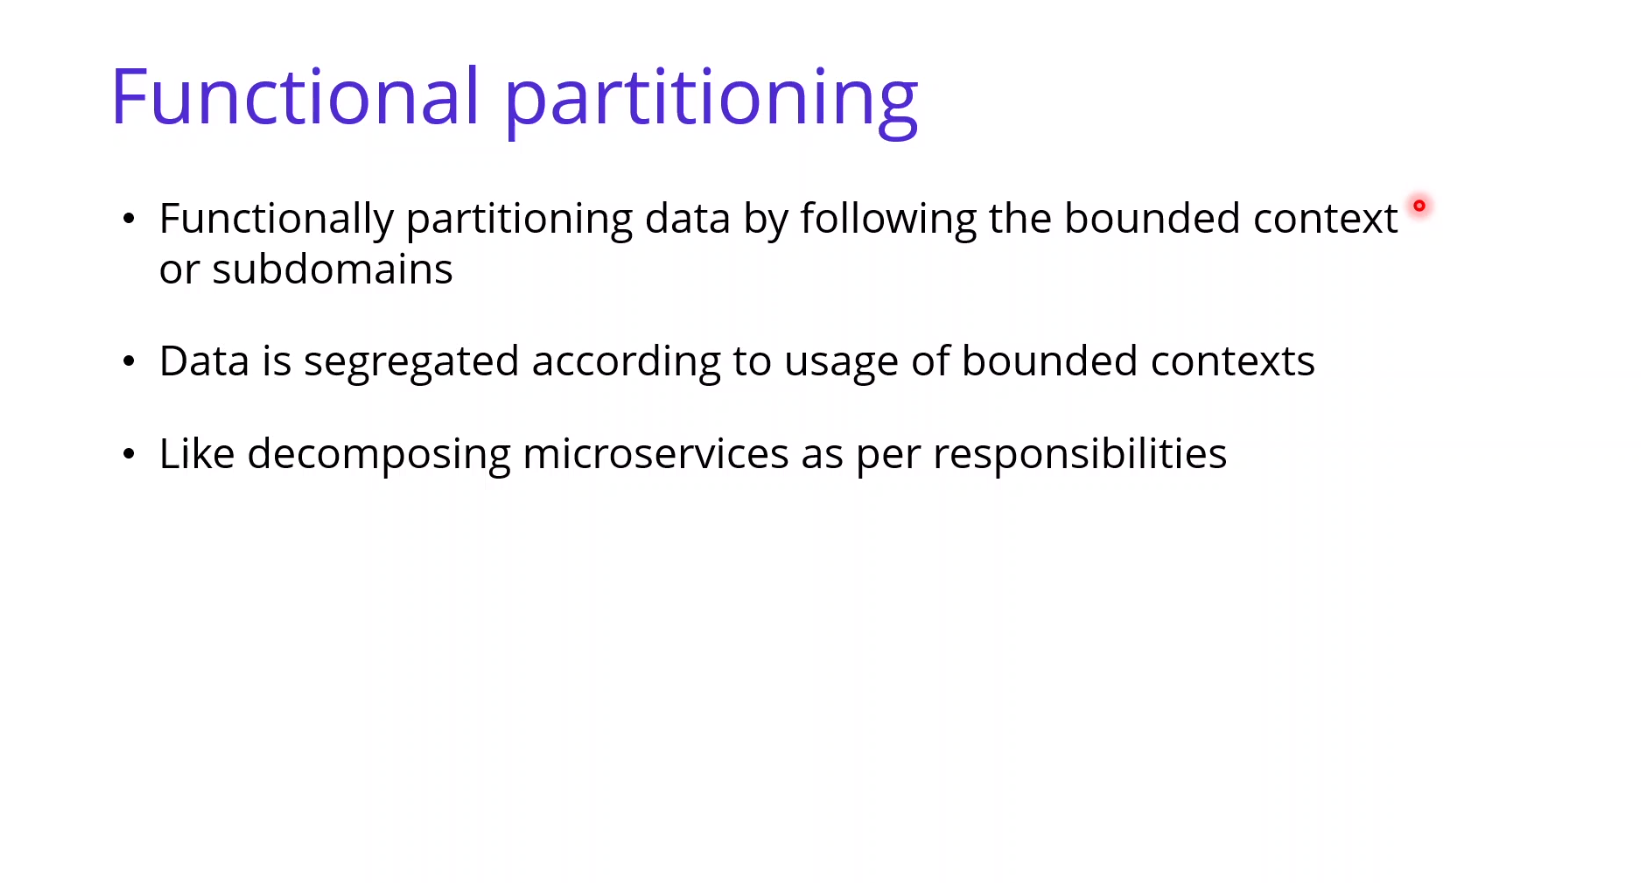 Functional partitioning
• Functionally partitioning data by following the bounded context
or subdomains
• Data is segregated according to usage of bounded contexts
• Like decomposing microservices as per responsibilities